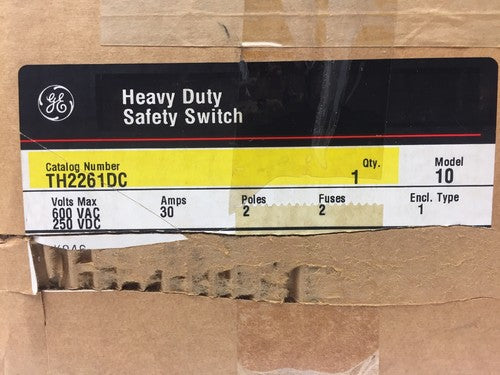 GE
Heavy Duty
Safety Switch
Catalog Number Qty. Model
TH2261DC 1 10
Volts Max Amps Poles Fuses Encl. Type
600 VAC 30 2 2 1
250 VDC